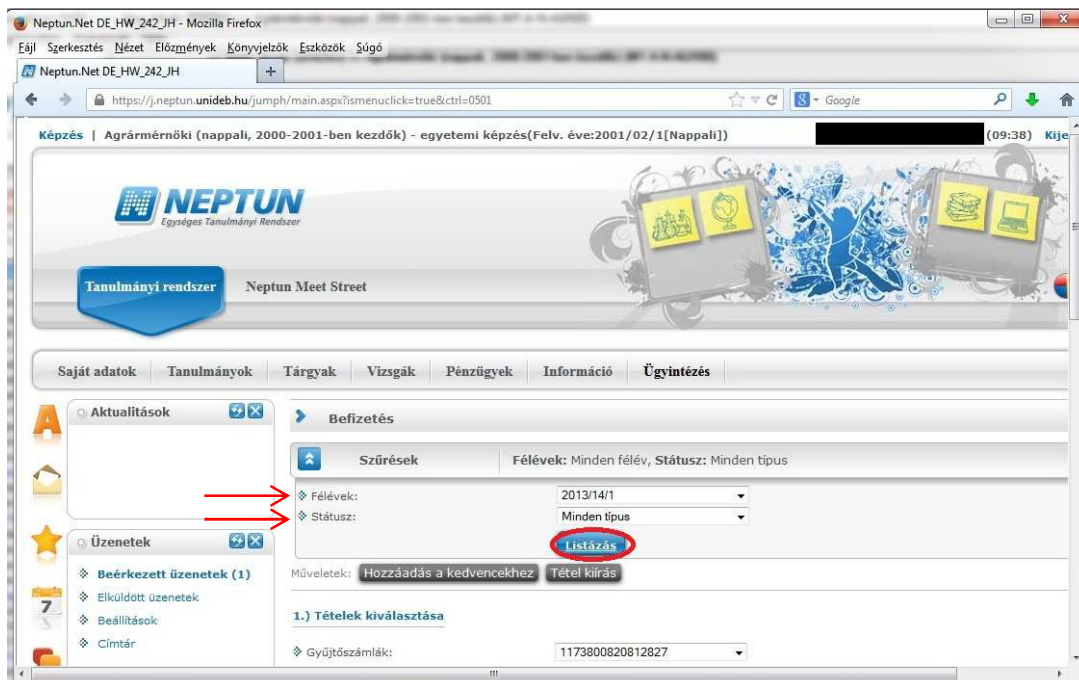 Neptun.Net DE_HW_242_JH - Mozilla Firefox
Fájl Szerkesztés Nézet Előzmények Könyvjelzők Eszközök Súgó
Neptun.Net DE_HW_242_JH +
https://j.neptun.unideb.hu/jumph/main.aspx?ismenuclick=true&ctrl=0501
8 - Google
Képzés | Agrármérnöki (nappali, 2000-2001-ben kezdők) - egyetemi képzés(Felv. éve:2001/02/1[Nappali]) (09:38) Kije
NEPTUN
Egységes Tanulmányi Rendszer
Tanulmányi rendszer Neptun Meet Street
Saját adatok Tanulmányok Tárgyak Vizsgák Pénzügyek Információ Ügyintézés
Aktualitások
Befizetés
Szűrések Félévek: Minden félév, Státusz: Minden típus
Félévek: 2013/14/1
Státusz: Minden típus
Listázás
Üzenetek
Beérkezett üzenetek (1)
Elküldött üzenetek
Beállítások
Címtár
7
Műveletek: Hozzáadás a kedvencekhez Tétel kiírás
1.) Tételek kiválasztása
Gyűjtőszámlák: 1173800820812827